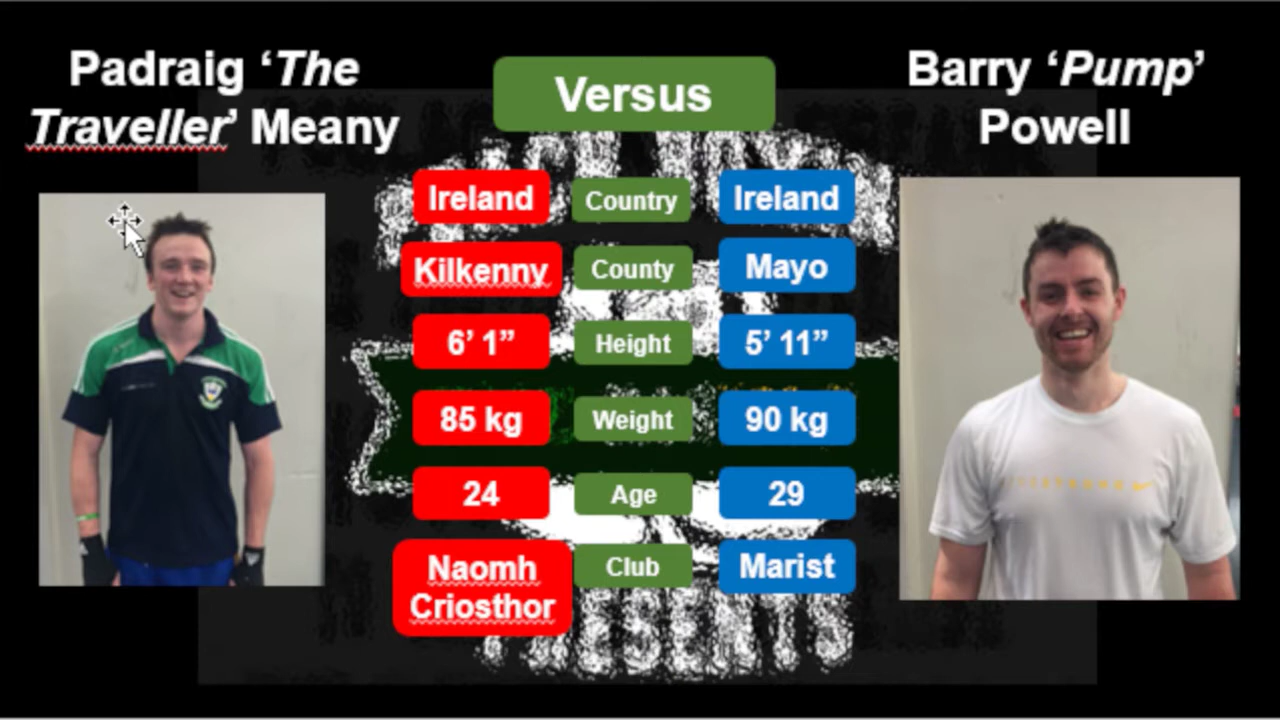 Padraig ‘The
Traveller’ Meany
Versus
Barry ‘Pump’
Powell
Ireland
Country
Ireland
Kilkenny
County
Mayo
6’ 1”
Height
5’ 11”
85 kg
Weight
90 kg
24
Age
29
Naomh
Criosthor
Club
Marist
PRESENTS